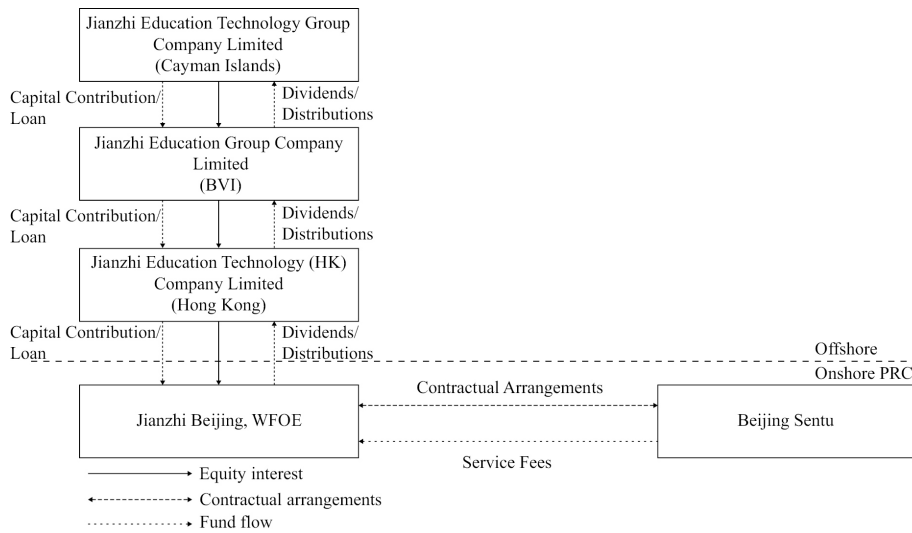 Jianzhi Education Technology Group
Company Limited
(Cayman Islands)
Capital Contribution/
Loan
Dividends/
Distributions
Jianzhi Education Group Company
Limited
(BVI)
Capital Contribution/
Loan
Dividends/
Distributions
Jianzhi Education Technology (HK)
Company Limited
(Hong Kong)
Capital Contribution/
Loan
Dividends/
Distributions
Offshore
Onshore PRC
Jianzhi Beijing, WFOE
Contractual Arrangements
Service Fees
Beijing Sentu
Equity interest
Contractual arrangements
Fund flow